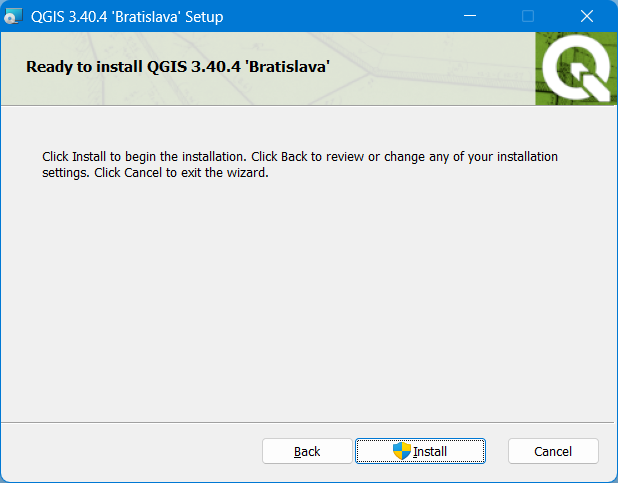 QGIS 3.40.4 'Bratislava' Setup
Ready to install QGIS 3.40.4 'Bratislava'
Click Install to begin the installation. Click Back to review or change any of your installation
settings. Click Cancel to exit the wizard.
Back
Install
Cancel